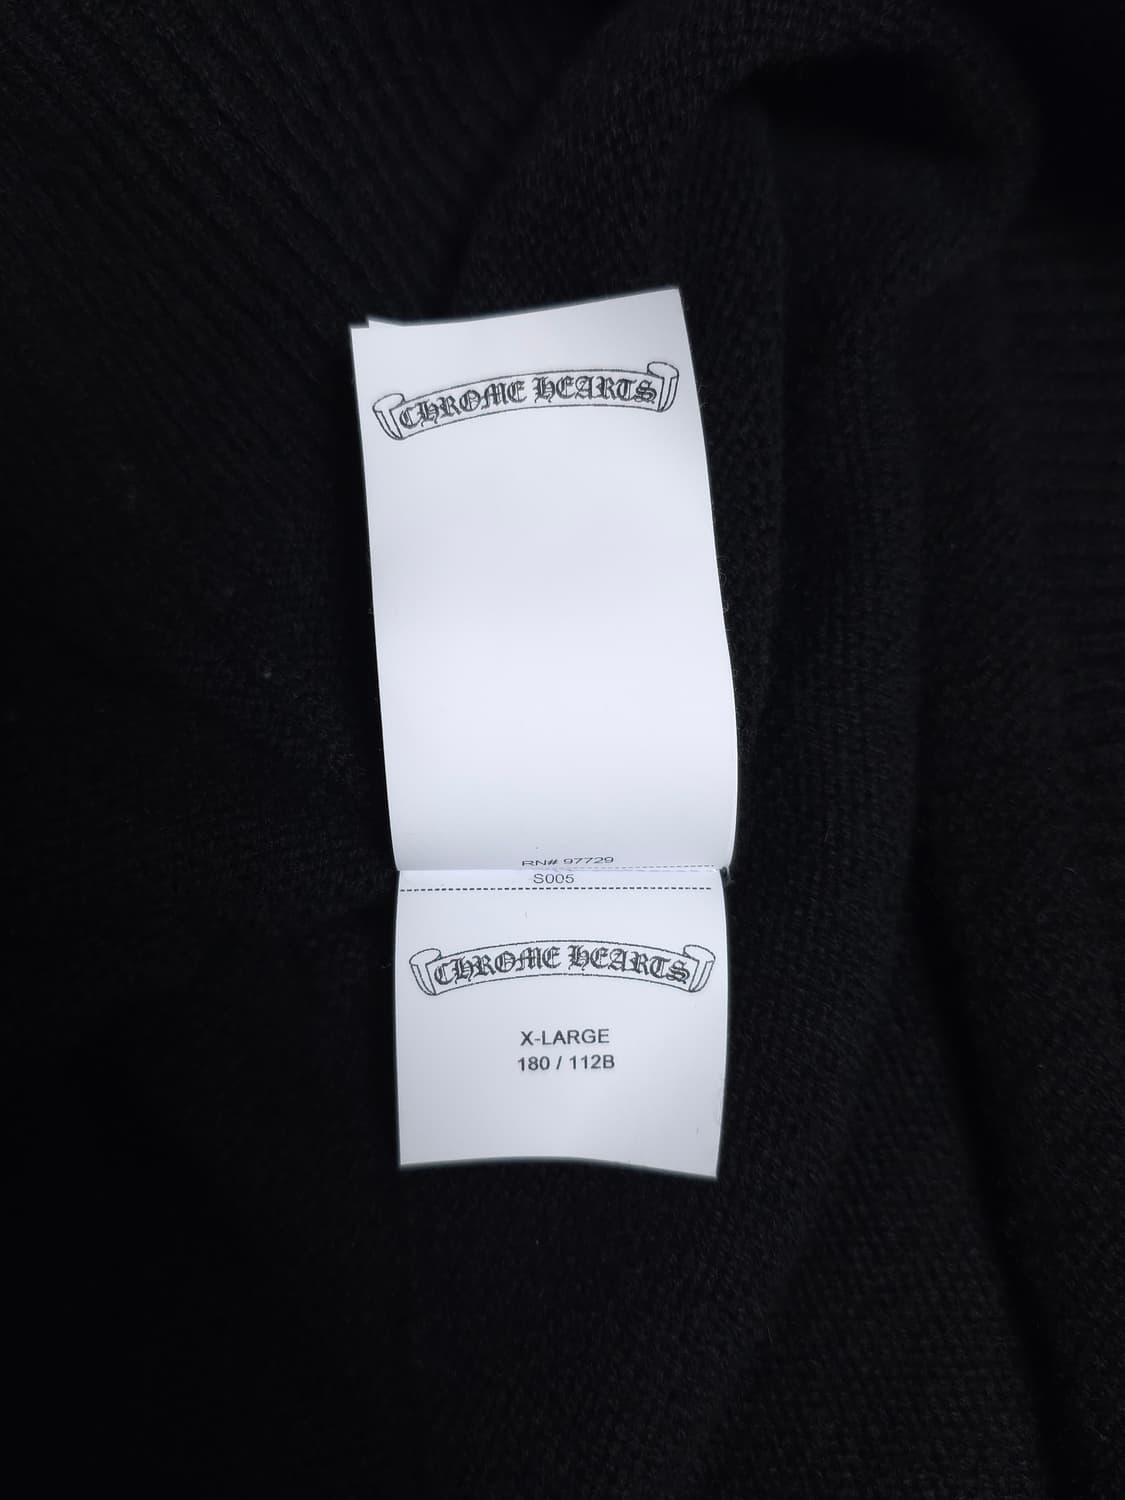 CHROME HEARTS
RN# 97729
S005
CHROME HEARTS
X-LARGE
180 / 112B